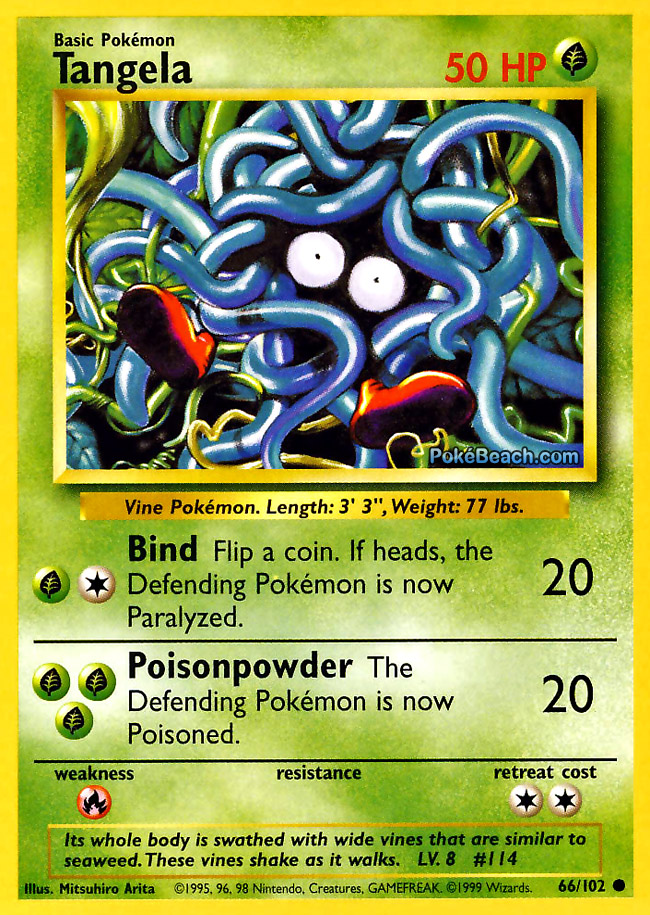 Basic Pokémon
Tangela 50 HP
PokéBeach.com
Vine Pokémon. Length: 3' 3", Weight: 77 lbs.
Bind Flip a coin. If heads, the
Defending Pokémon is now
Paralyzed.
20
Poisonpowder The
Defending Pokémon is now
Poisoned.
20
weakness resistance retreat cost
Its whole body is swathed with wide vines that are similar to
seaweed. These vines shake as it walks. LV. 8 #114
Illus. Mitsuhiro Arita ©1995, 96, 98 Nintendo, Creatures, GAMEFREAK. ©1999 Wizards. 66/102